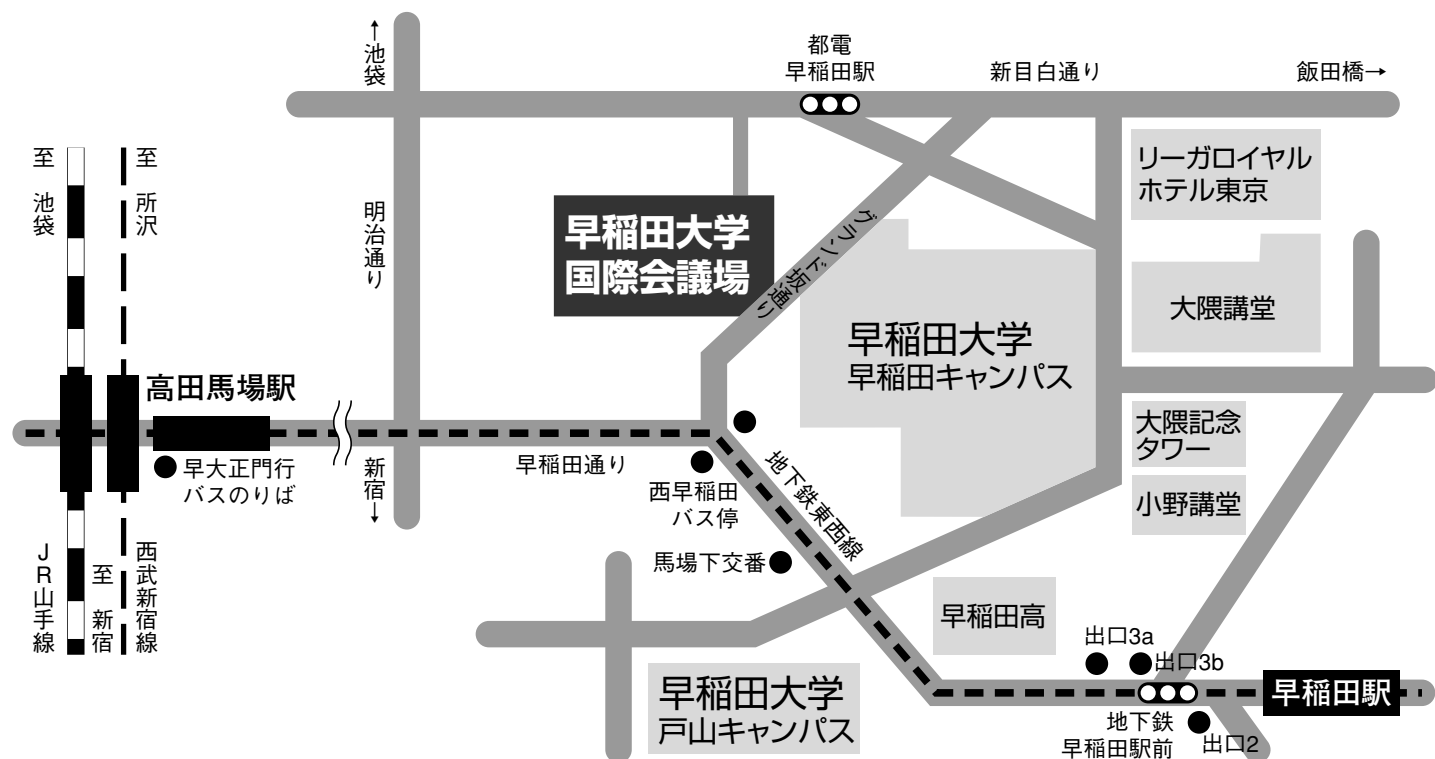 ↑池袋
都電
早稲田駅
新目白通り
飯田橋→
至 池袋
至 所沢
明治通り
早稲田大学
国際会議場
グランド坂通り
リーガロイヤル
ホテル東京
大隈講堂
早稲田大学
早稲田キャンパス
高田馬場駅
早大正門行
バスのりば
新宿→
早稲田通り
西早稲田
バス停
地下鉄東西線
大隈記念
タワー
小野講堂
馬場下交番
JR山手線
至 新宿
西武新宿線
早稲田高
出口3a
出口3b
早稲田大学
戸山キャンパス
早稲田駅
地下鉄
早稲田駅前
出口2